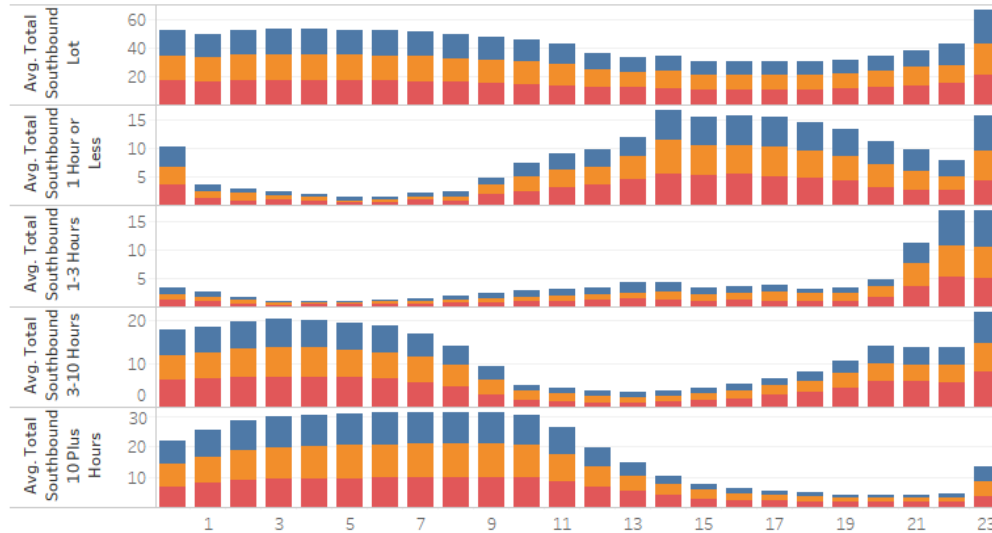 Avg. Total
Southbound
Lot
60
40
20
Avg. Total
Southbound
1 Hour or
Less
15
10
5
Avg. Total
Southbound
1-3 Hours
15
10
5
Avg. Total
Southbound
3-10 Hours
20
10
0
Avg. Total
Southbound
10 Plus
Hours
30
20
10
1 3 5 7 9 11 13 15 17 19 21 23